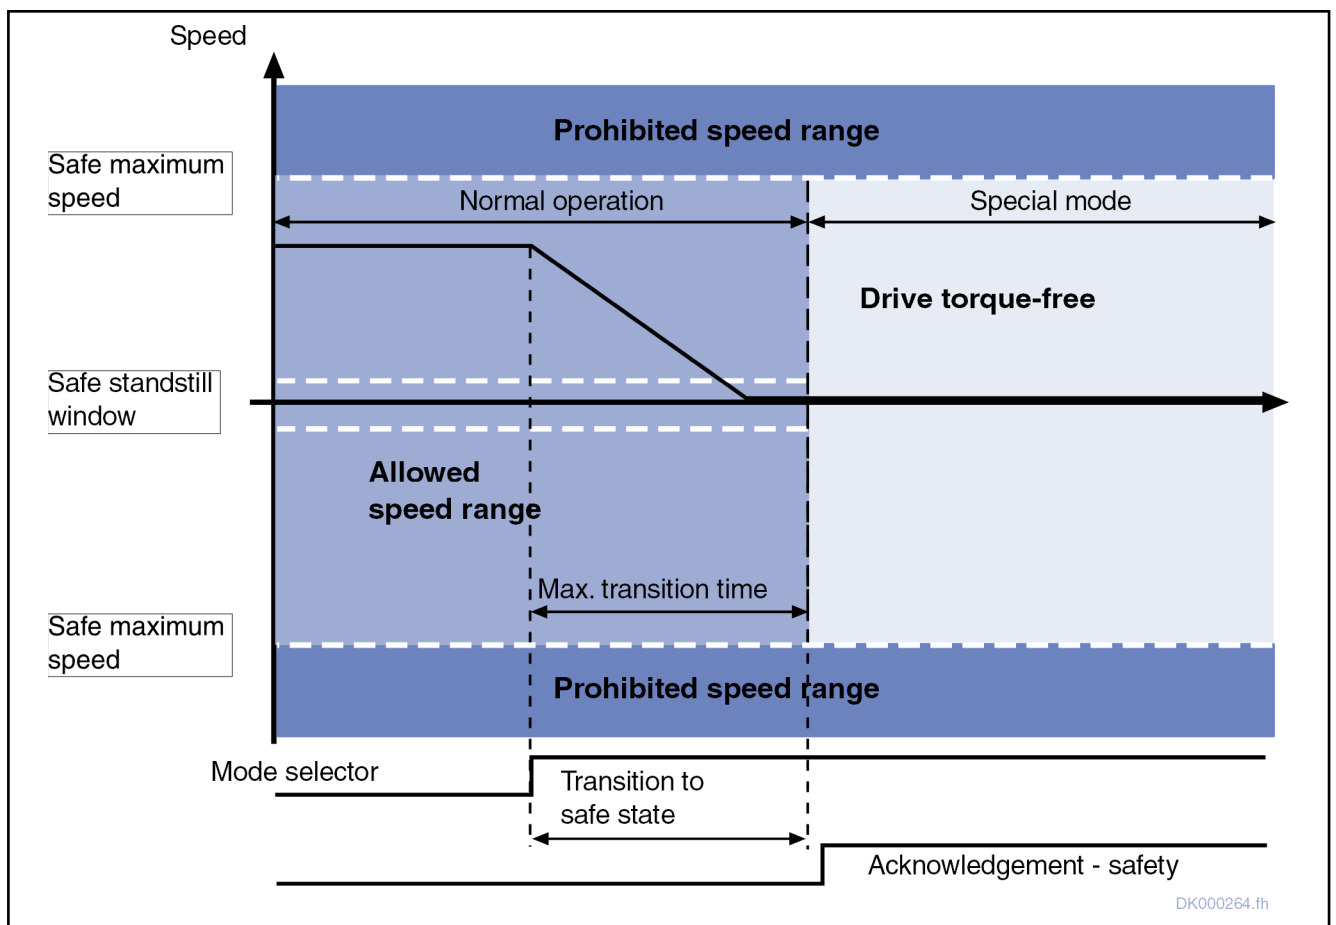 Speed
Prohibited speed range
Safe maximum
speed
Normal operation
Special mode
Drive torque-free
Safe standstill
window
Allowed
speed range
Max. transition time
Safe maximum
speed
Prohibited speed range
Mode selector
Transition to
safe state
Acknowledgement - safety
DK000264.fh